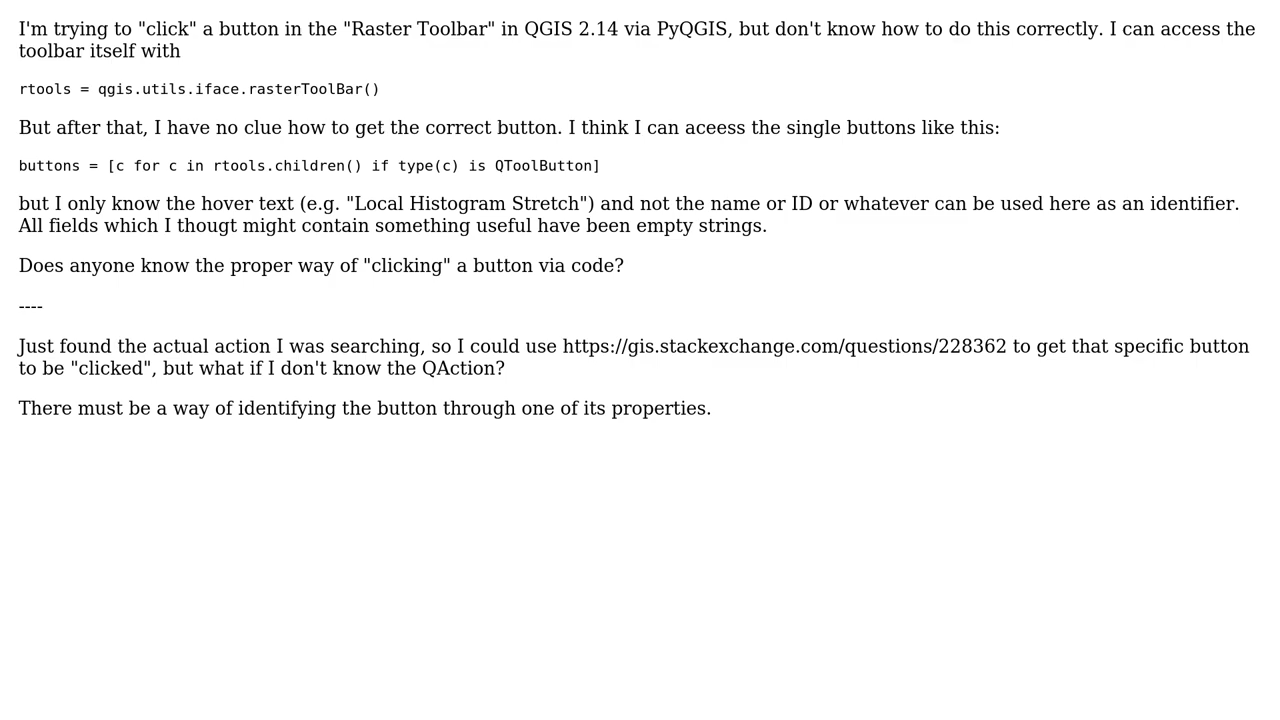 I'm trying to "click" a button in the "Raster Toolbar" in QGIS 2.14 via PyQGIS, but don't know how to do this correctly. I can access the
toolbar itself with
rtools = qgis.utils.iface.rasterToolBar()
But after that, I have no clue how to get the correct button. I think I can aceess the single buttons like this:
buttons = [c for c in rtools.children() if type(c) is QToolButton]
but I only know the hover text (e.g. "Local Histogram Stretch") and not the name or ID or whatever can be used here as an identifier.
All fields which I thougt might contain something useful have been empty strings.
Does anyone know the proper way of "clicking" a button via code?
----
Just found the actual action I was searching, so I could use https://gis.stackexchange.com/questions/228362 to get that specific button
to be "clicked", but what if I don't know the QAction?
There must be a way of identifying the button through one of its properties.